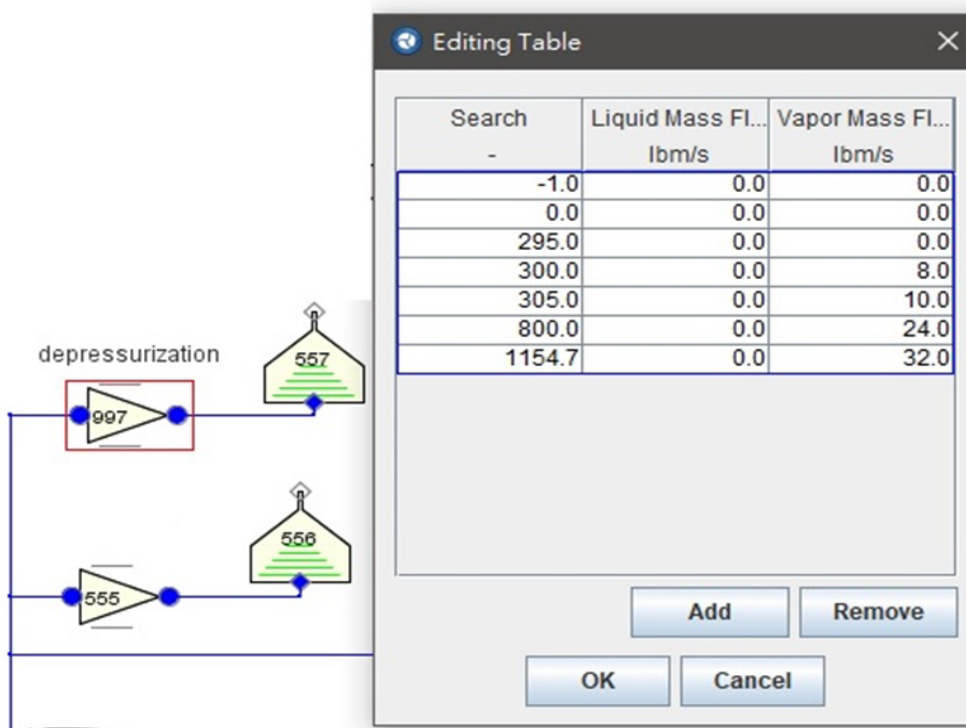 Editing Table
Search Liquid Mass Fl... Vapor Mass Fl...
- lbm/s lbm/s
-1.0 0.0 0.0
0.0 0.0 0.0
295.0 0.0 0.0
300.0 0.0 8.0
305.0 0.0 10.0
800.0 0.0 24.0
1154.7 0.0 32.0
Add Remove
OK Cancel
depressurization
557
997
556
555